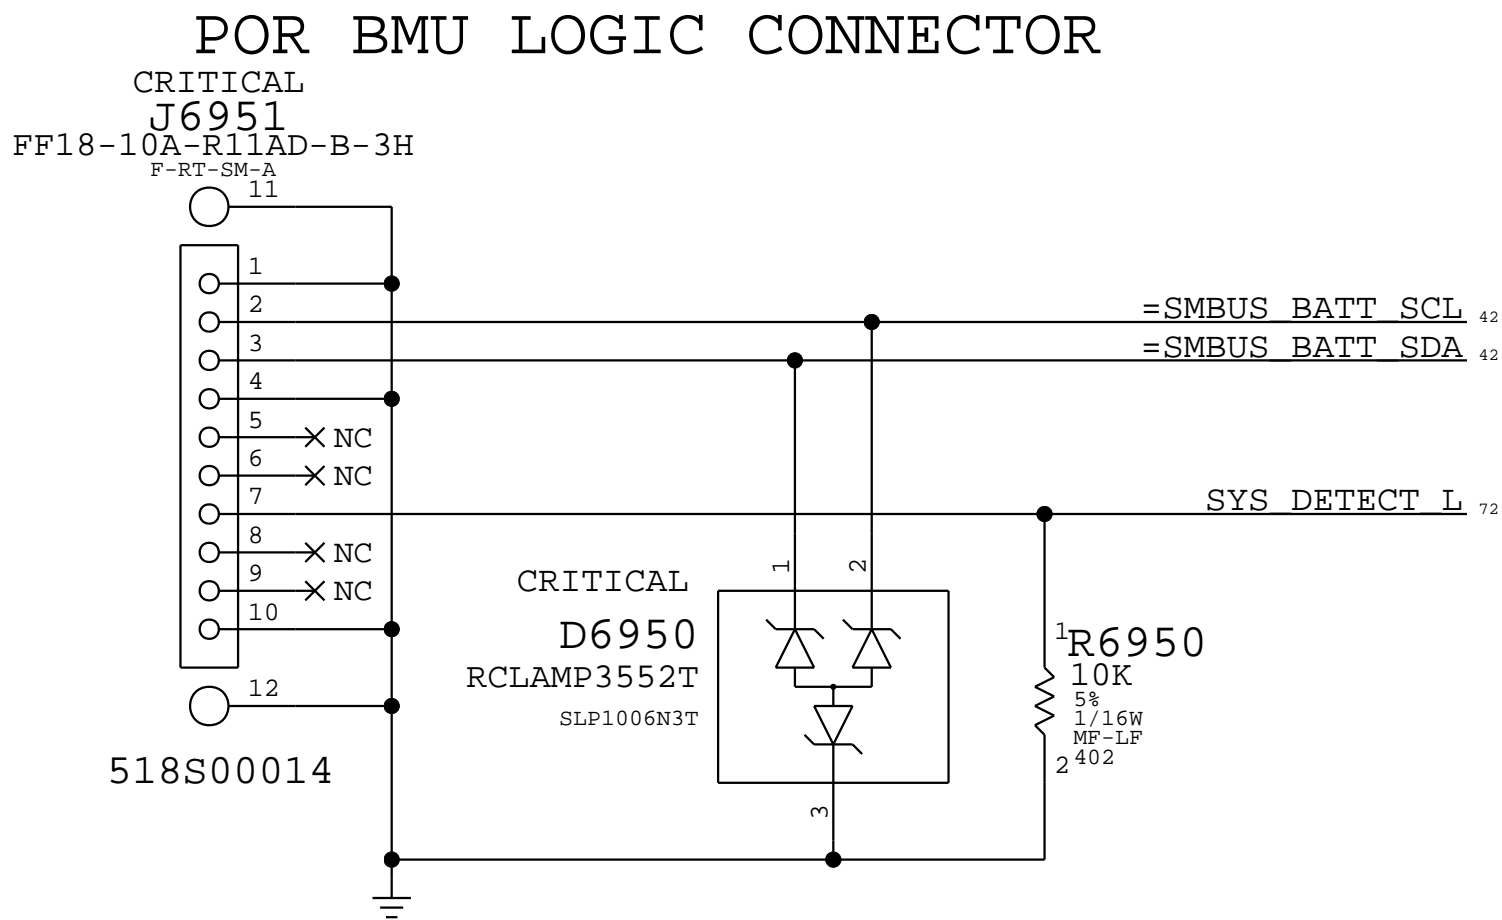 POR BMU LOGIC CONNECTOR
CRITICAL
J6951
FF18-10A-R11AD-B-3H
F-RT-SM-A
11
1
2
=SMBUS_BATT_SCL 42
3
=SMBUS_BATT_SDA 42
4
5
NC
6
NC
7
SYS_DETECT_L 72
8
NC
9
NC
10
12
518S00014
CRITICAL
D6950
RCLAMP3552T
SLP1006N3T
1
2
3
1
R6950
10K
5%
1/16W
MF-LF
402
2